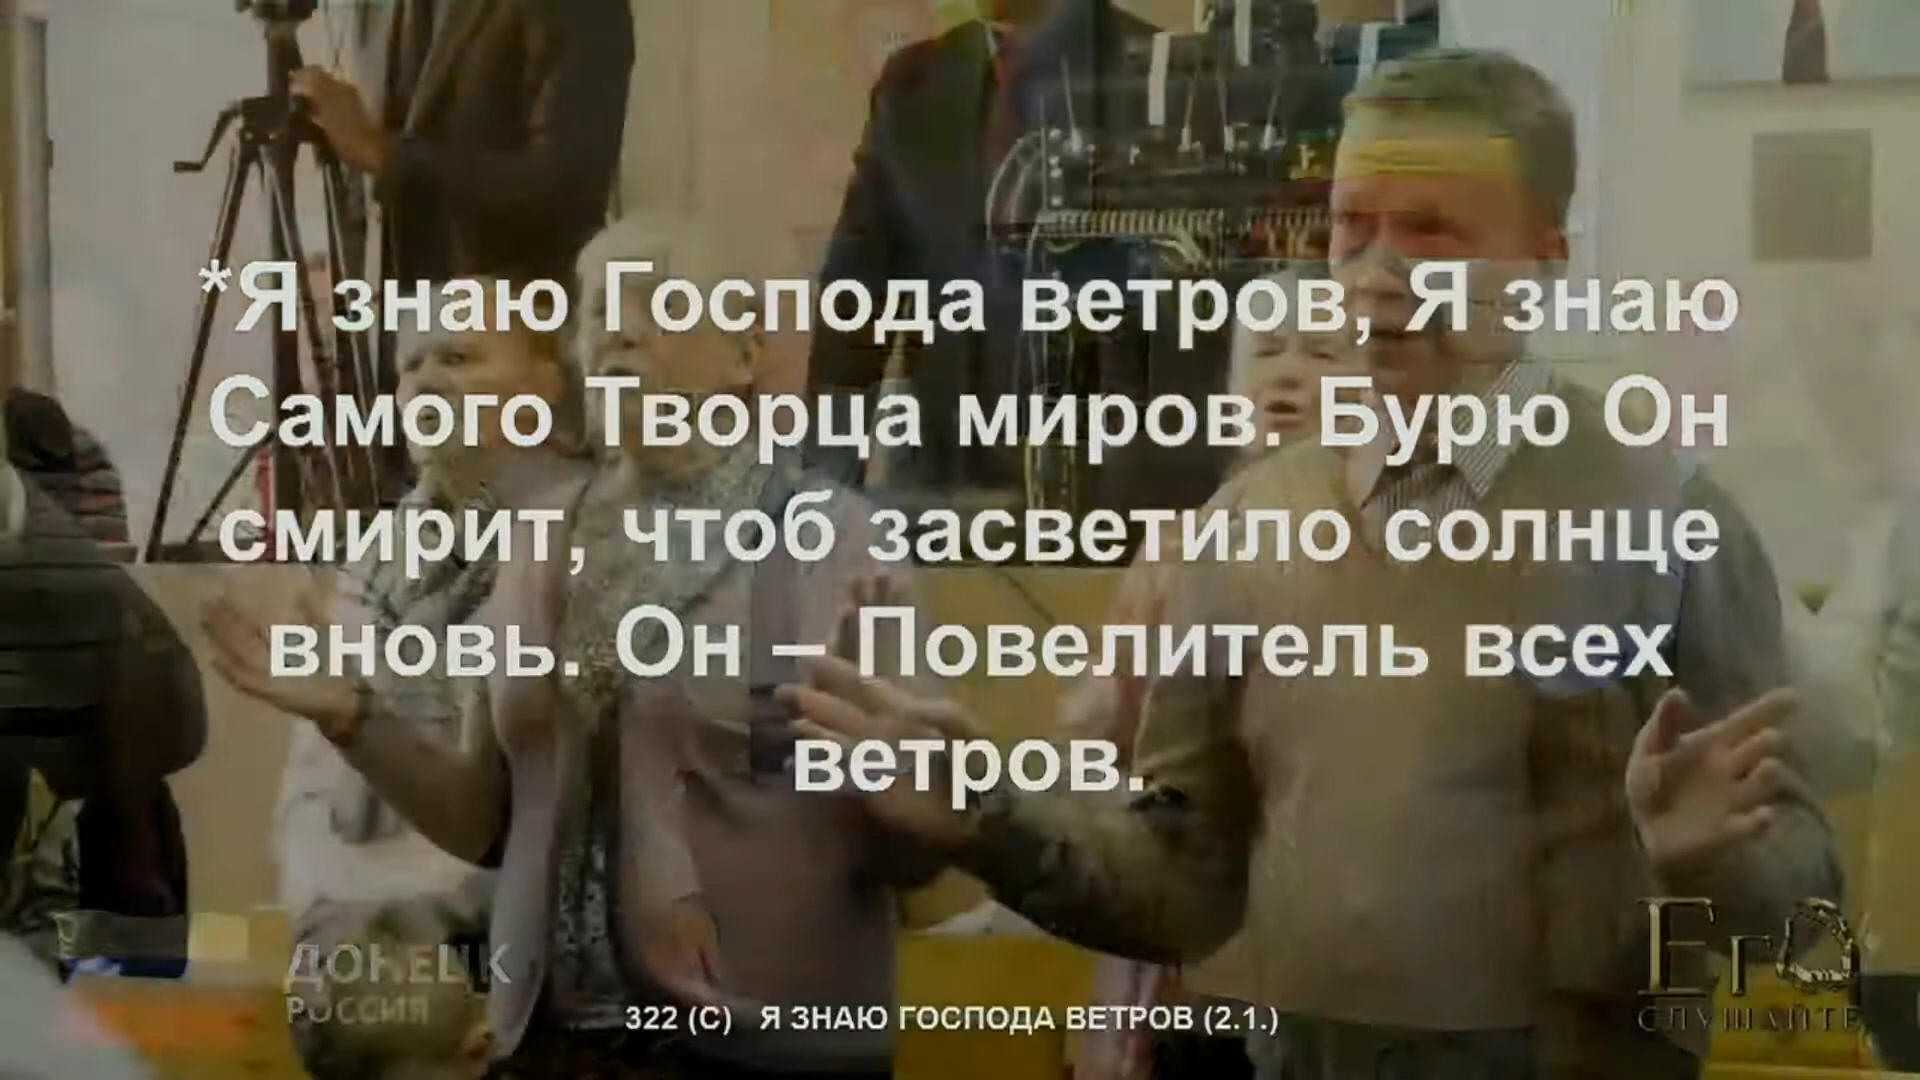 *Я знаю Господа ветров, Я знаю
Самого Творца миров. Бурю Он
смирит, чтоб засветило солнце
вновь. Он – Повелитель всех
ветров.
ДОНЕЦК
РОССИЯ
322 (С) Я ЗНАЮ ГОСПОДА ВЕТРОВ (2.1.)
ЕгО
СЛУШАЙТЕ